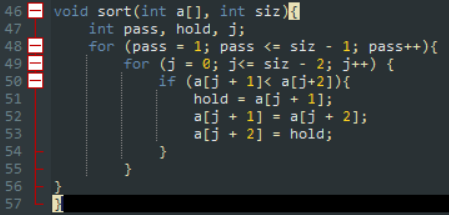 46 void sort(int a[], int siz){
47     int pass, hold, j;
48     for (pass = 1; pass <= siz - 1; pass++){
49         for (j = 0; j<= siz - 2; j++) {
50             if (a[j + 1]< a[j+2]){
51                 hold = a[j + 1];
52                 a[j + 1] = a[j + 2];
53                 a[j + 2] = hold;
54             }
55         }
56 }
57 }